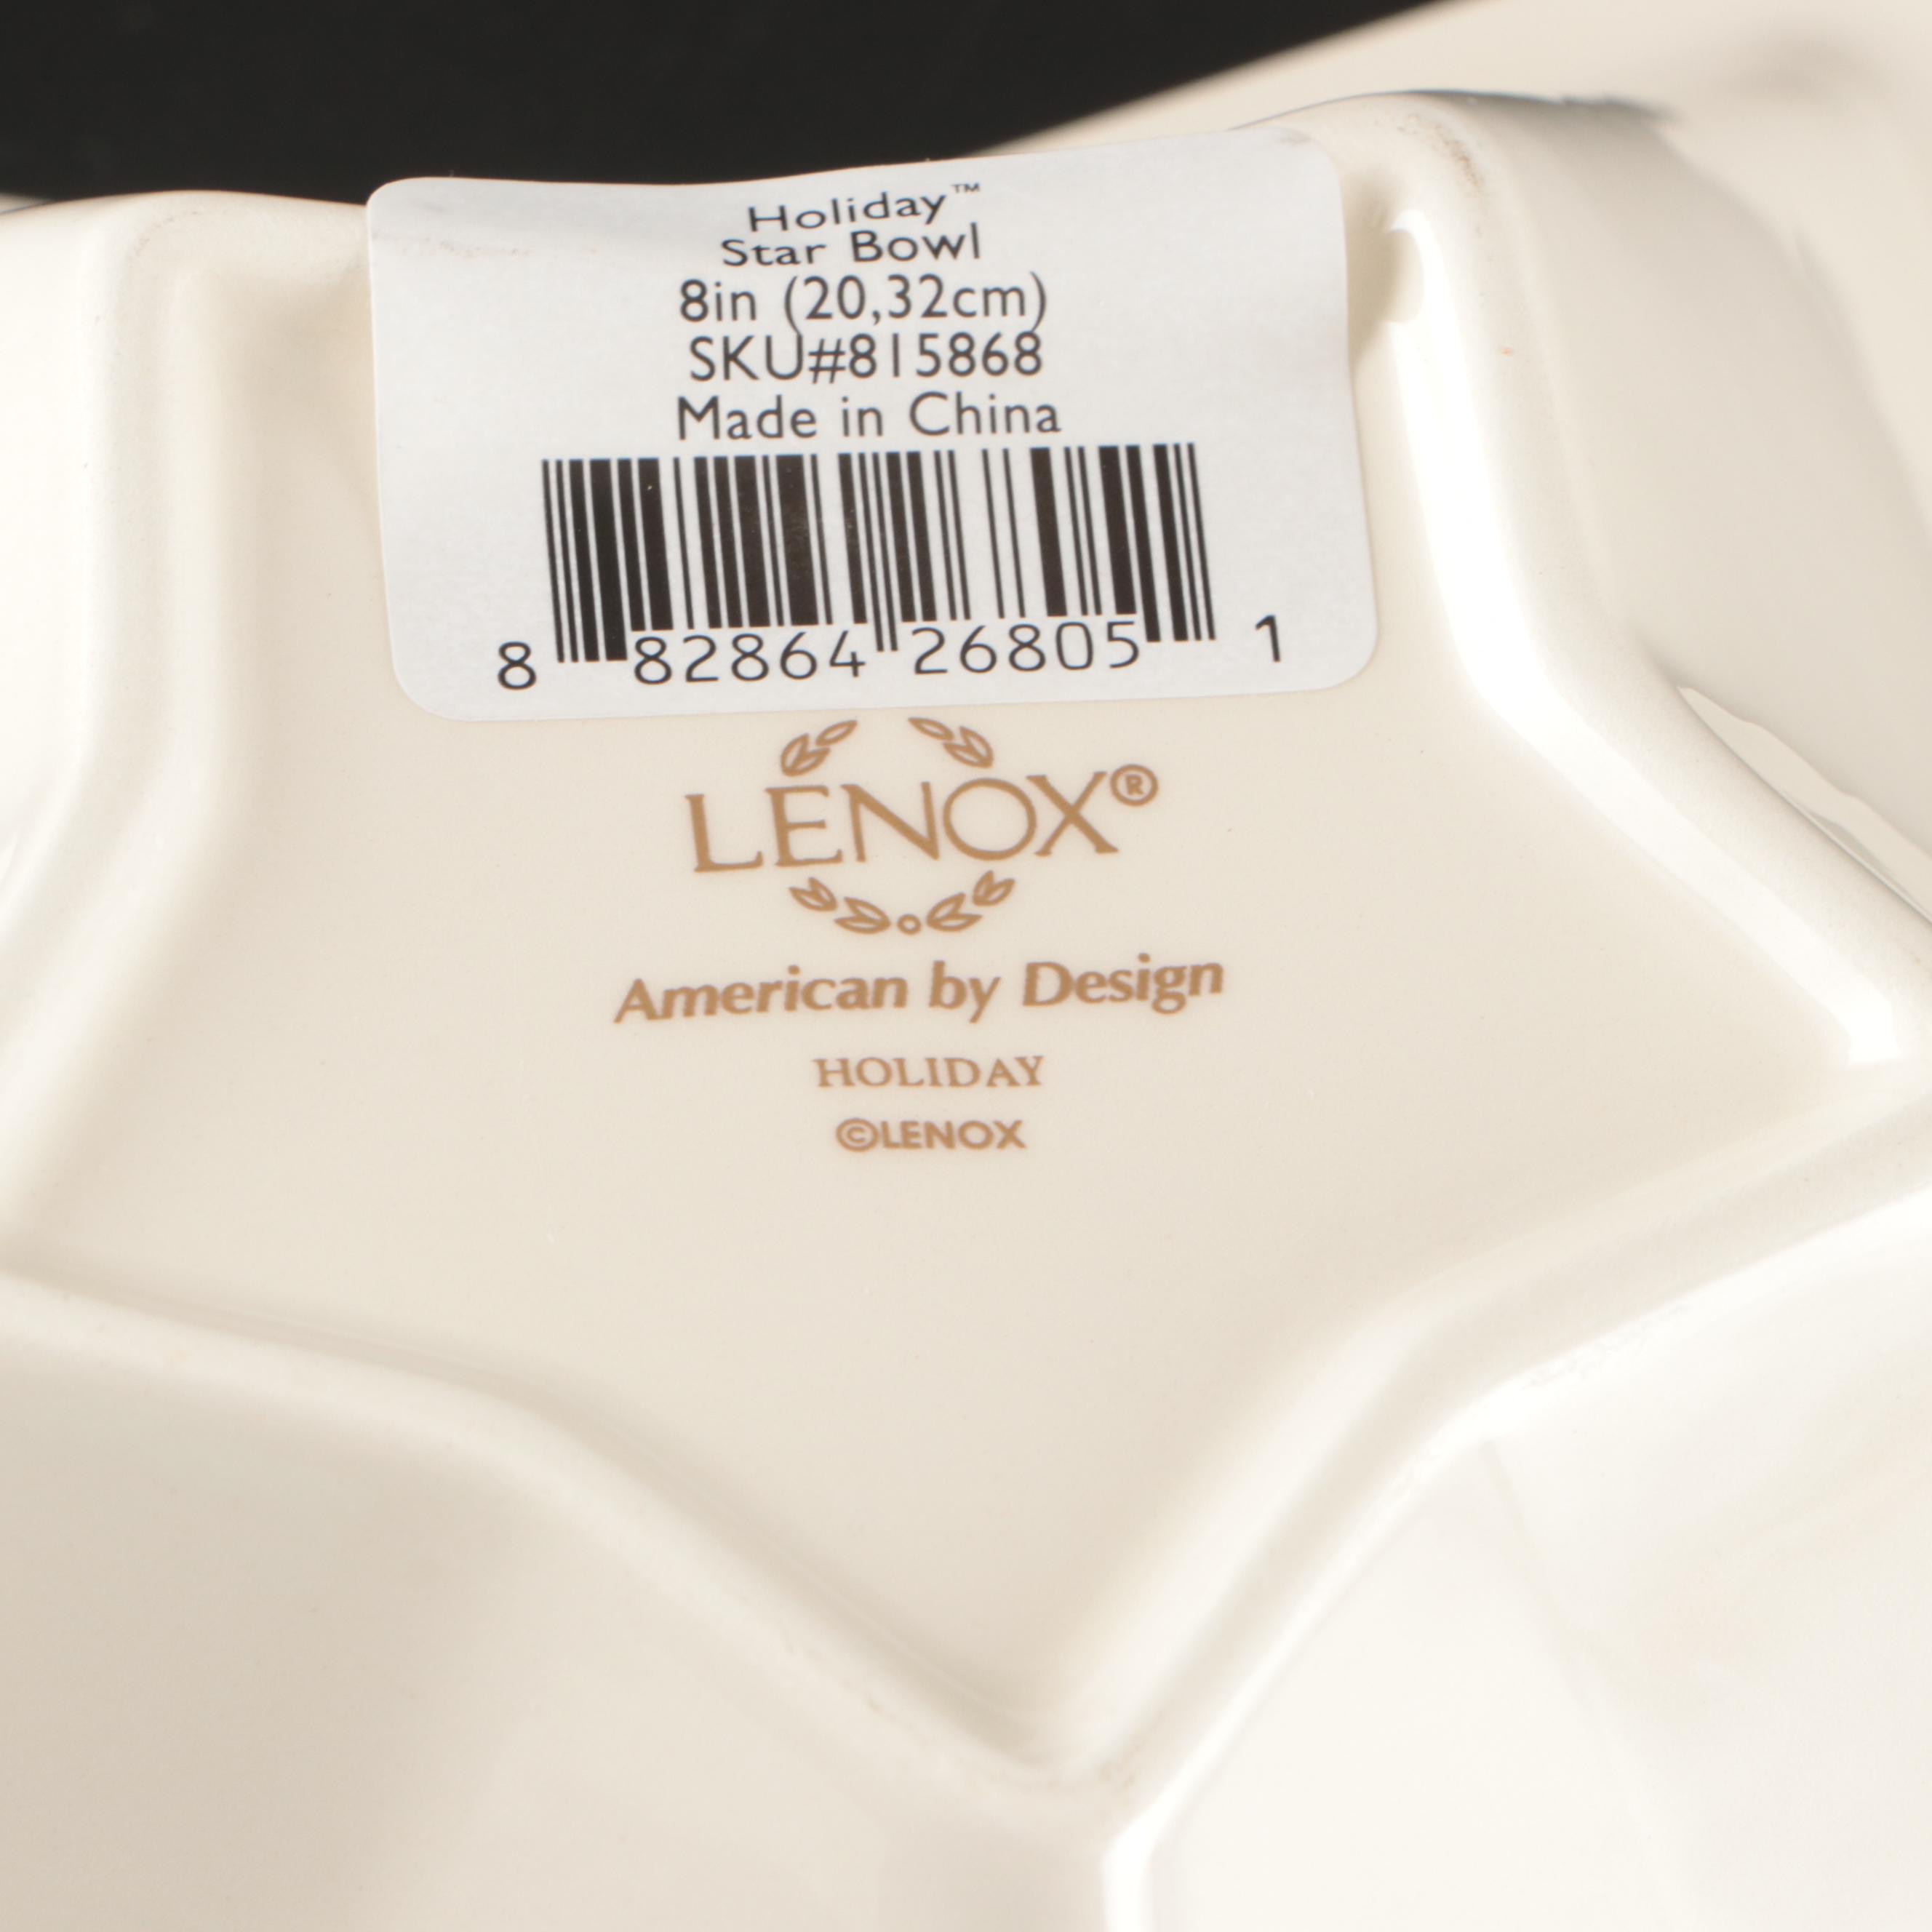 Holiday™
Star Bowl
8in (20,32cm)
SKU#815868
Made in China
8 82864 26805 1
LENOX®
American by Design
HOLIDAY
©LENOX